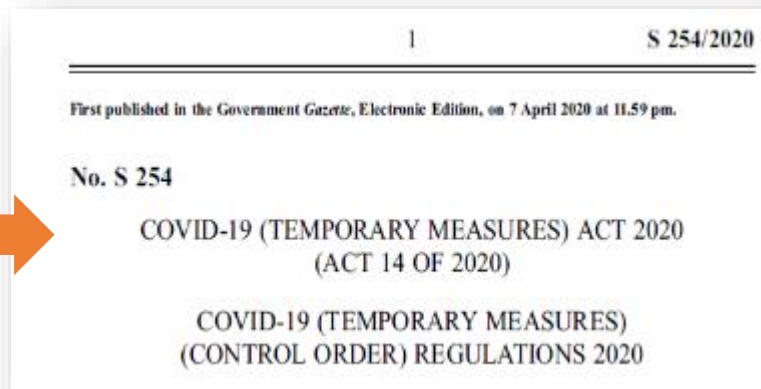 1 S 254/2020
First published in the Government Gazette, Electronic Edition, on 7 April 2020 at 11.59 pm.
No. S 254
COVID-19 (TEMPORARY MEASURES) ACT 2020
(ACT 14 OF 2020)
COVID-19 (TEMPORARY MEASURES)
(CONTROL ORDER) REGULATIONS 2020